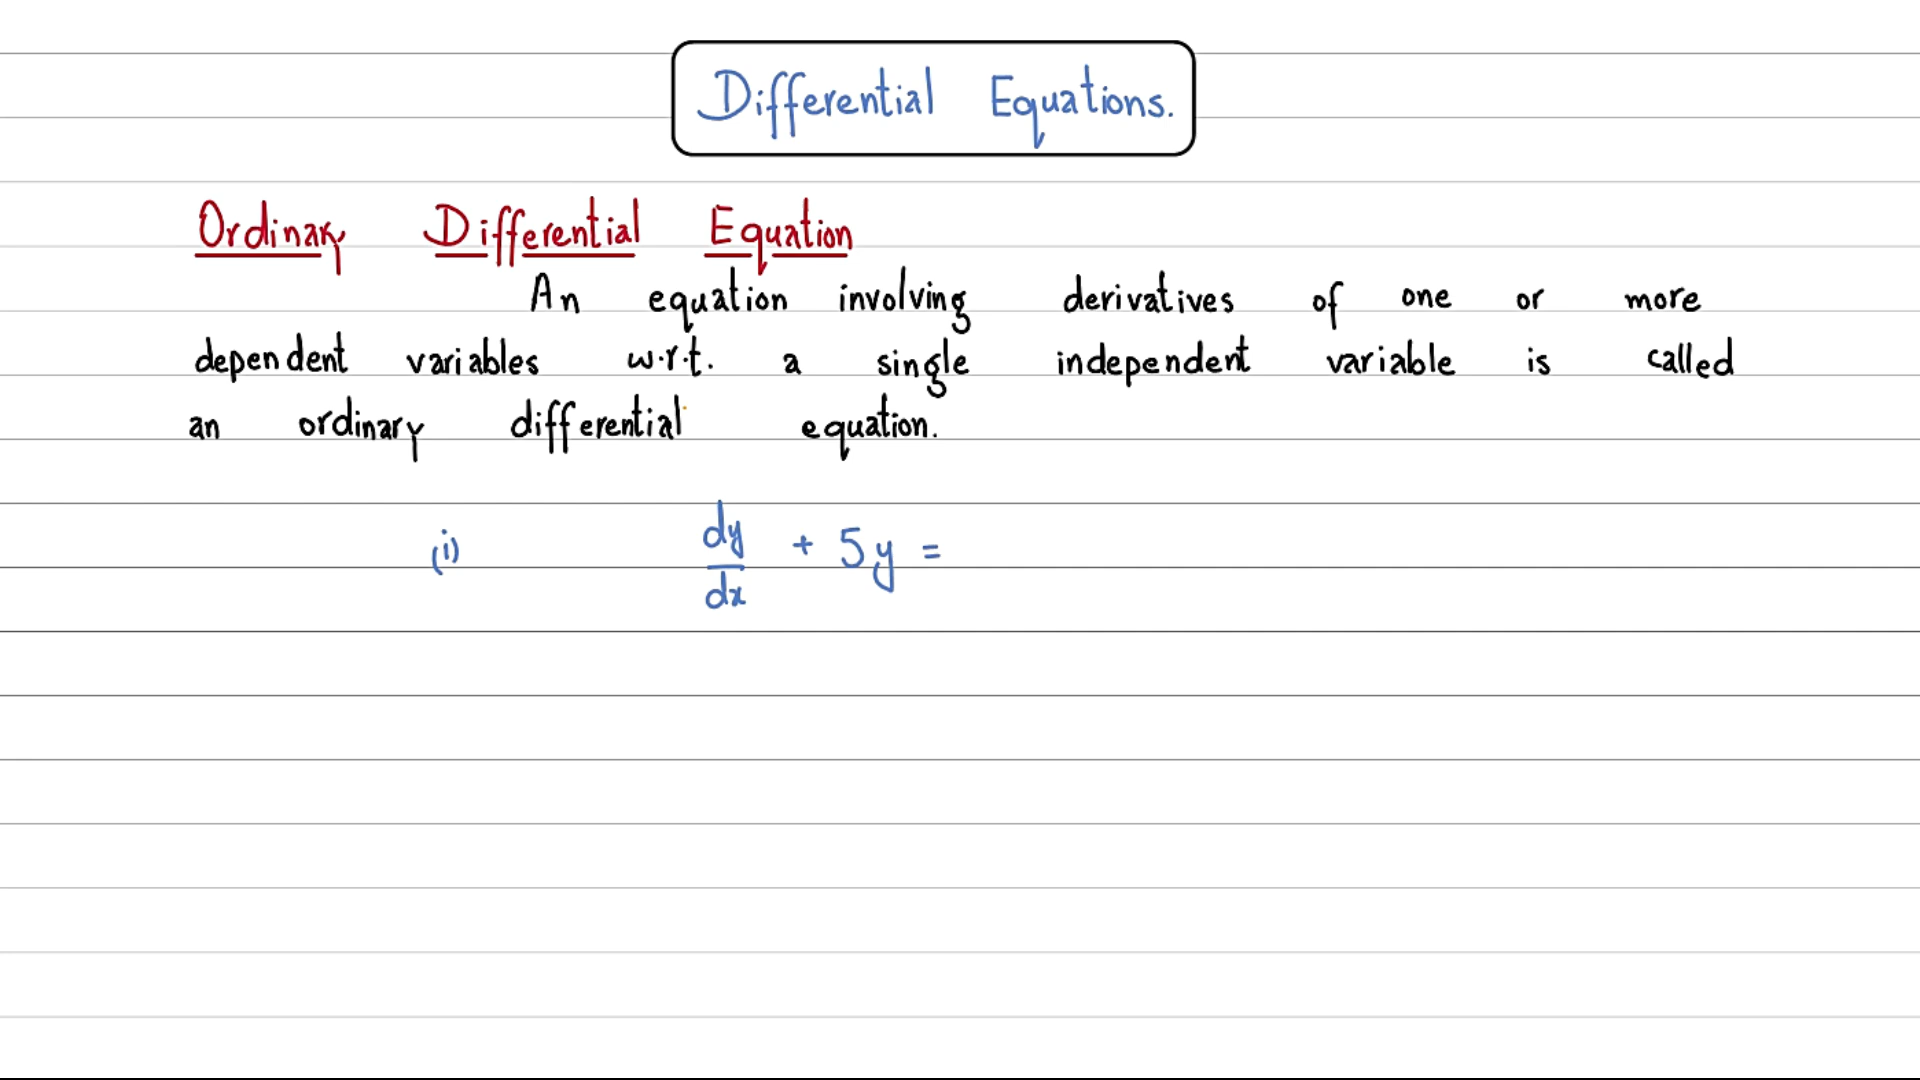 Differential Equations.
Ordinary Differential Equation
An equation involving derivatives of one or more
dependent variables w.r.t. a single independent variable is called
an ordinary differential equation.
(i) dy/dx + 5y =